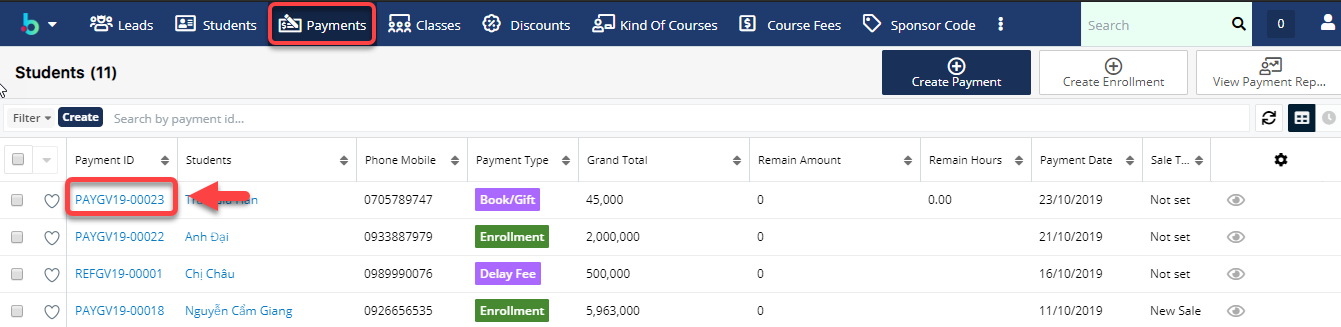 Leads Students Payments Classes Discounts Kind Of Courses Course Fees Sponsor Code Search 0
Students (11) Create Payment Create Enrollment View Payment Rep...
Filter Create Search by payment id...
Payment ID Students Phone Mobile Payment Type Grand Total Remain Amount Remain Hours Payment Date Sale T...
PAYGV19-00023 0705789747 Book/Gift 45,000 0 0.00 23/10/2019 Not set
PAYGV19-00022 Anh Đại 0933887979 Enrollment 2,000,000 0 21/10/2019 Not set
REFGV19-00001 Chị Châu 0989990076 Delay Fee 500,000 0 16/10/2019 Not set
PAYGV19-00018 Nguyễn Cẩm Giang 0926656535 Enrollment 5,963,000 0 11/10/2019 New Sale